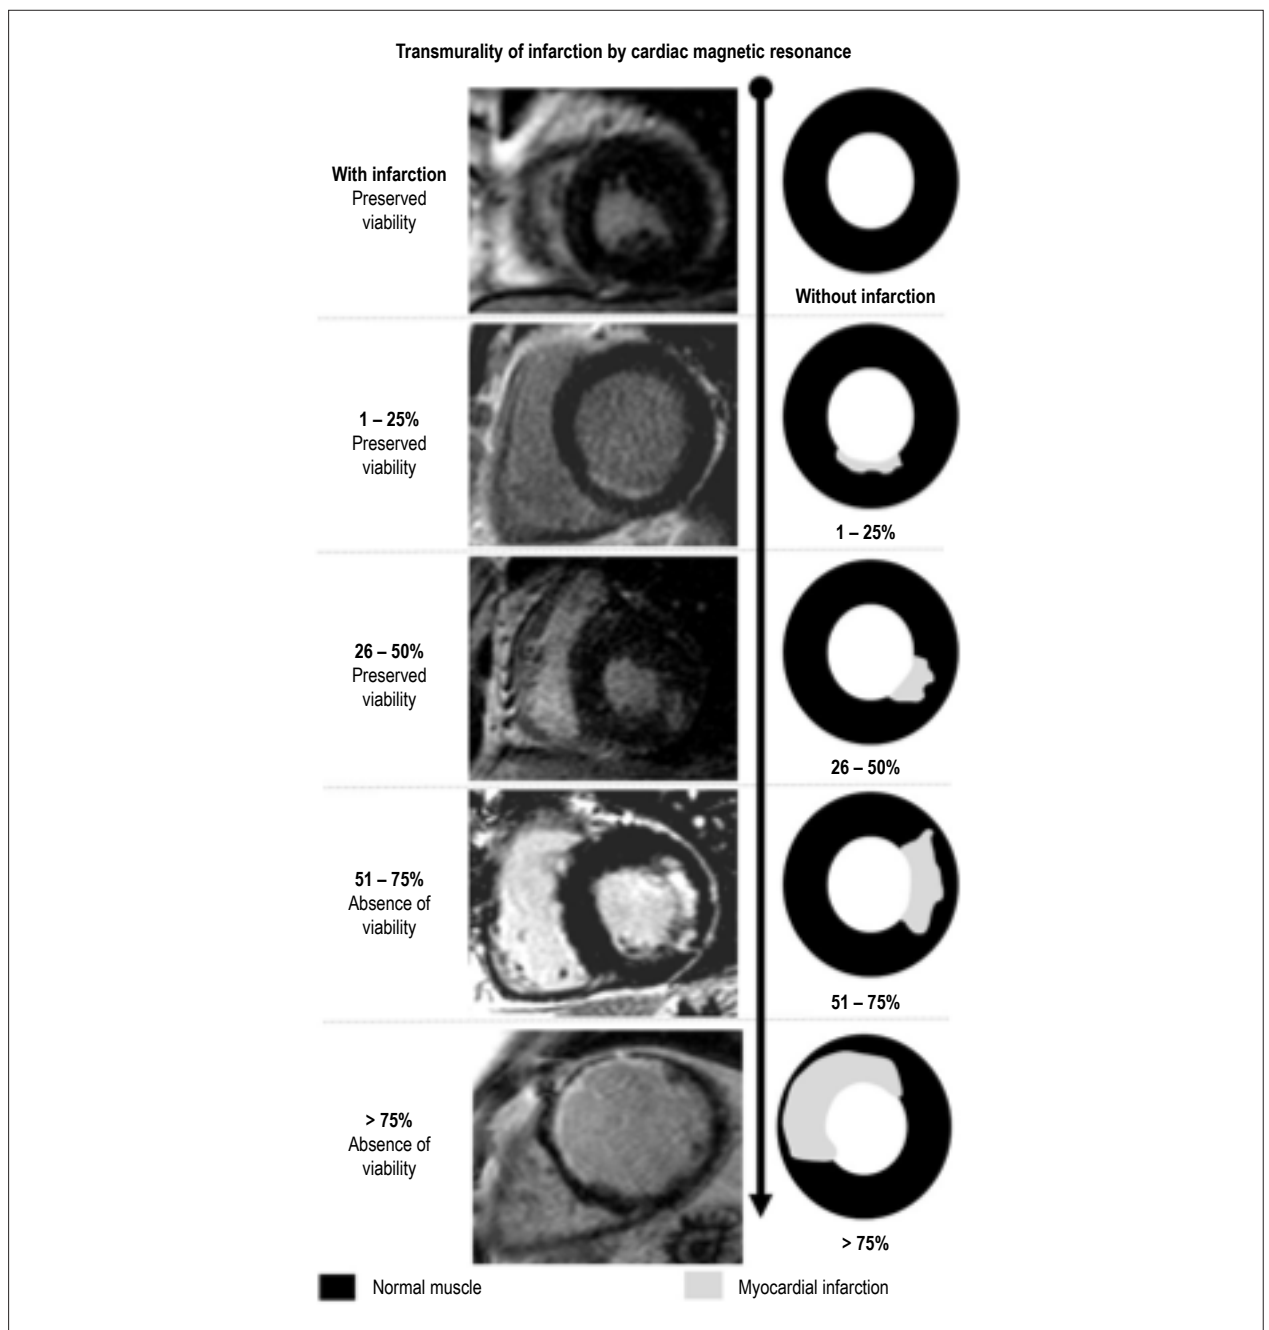 Transmurality of infarction by cardiac magnetic resonance
With infarction
Preserved
viability
Without infarction
1 – 25%
Preserved
viability
1 – 25%
26 – 50%
Preserved
viability
26 – 50%
51 – 75%
Absence of
viability
51 – 75%
> 75%
Absence of
viability
> 75%
Normal muscle
Myocardial infarction